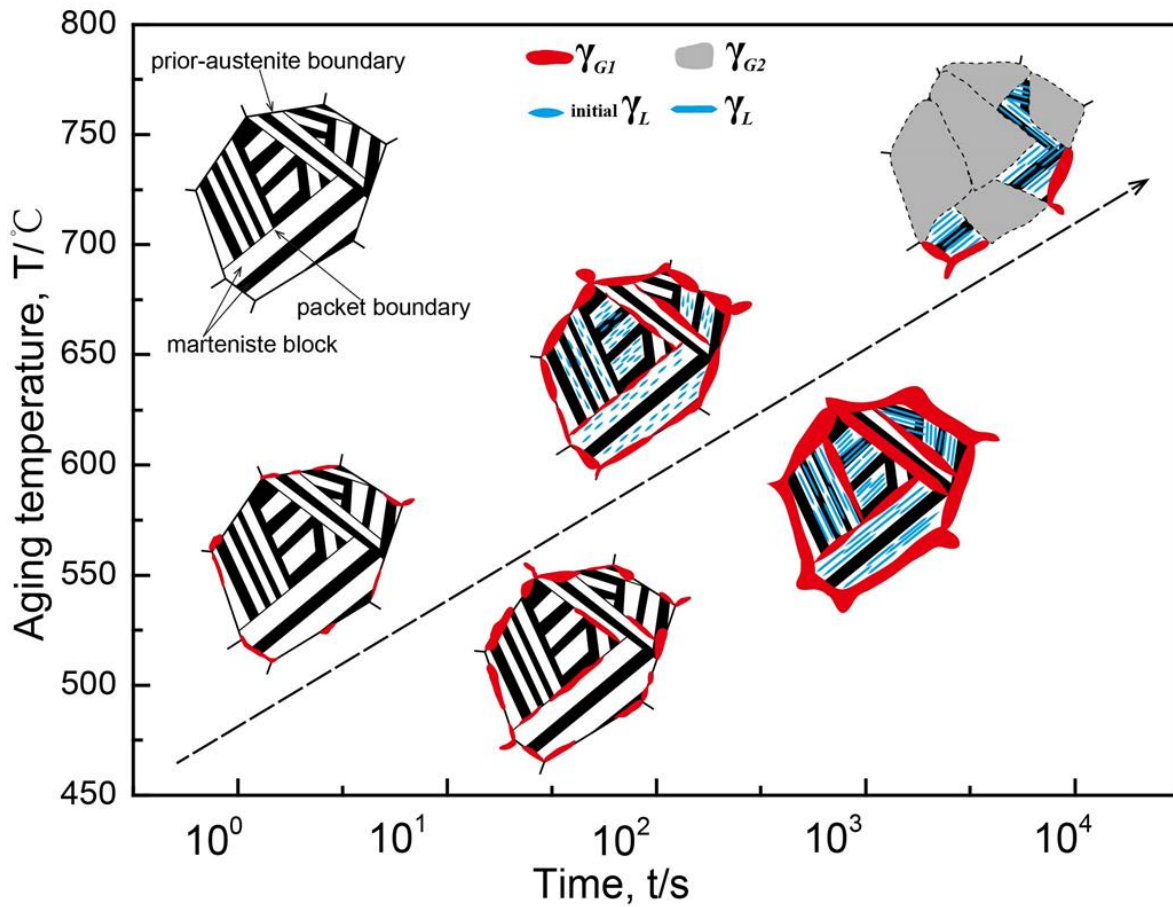 800
750
700
650
600
550
500
450
Aging temperature, T/℃
prior-austenite boundary
packet boundary
marteniste block
γG1
γG2
initial γL
γL
10⁰
10¹
10²
10³
10⁴
Time, t/s